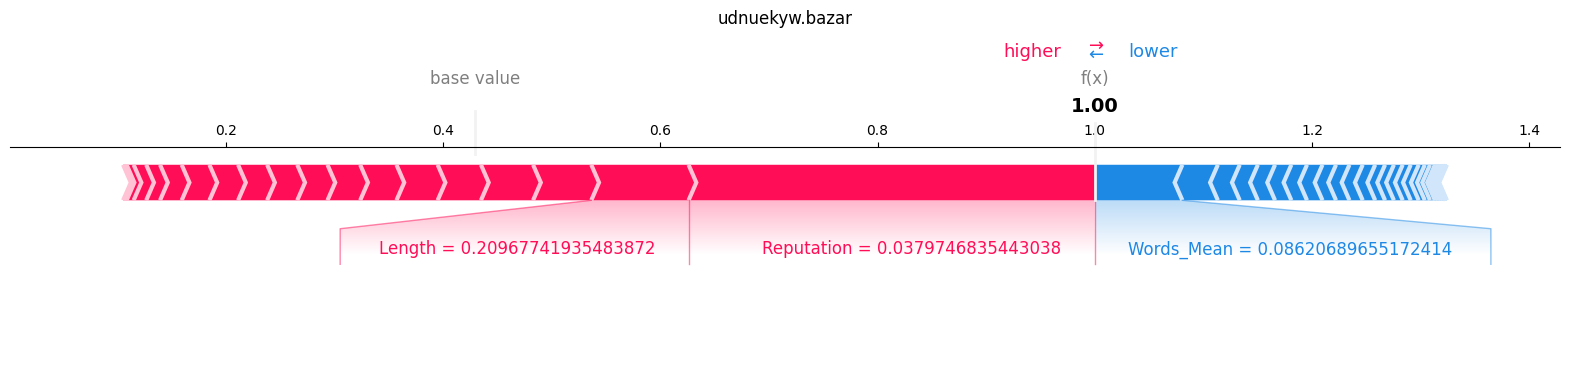 udnuekyw.bazar
higher ⇄ lower
base value
f(x)
1.00
0.2 0.4 0.6 0.8 1.0 1.2 1.4
Length = 0.20967741935483872
Reputation = 0.0379746835443038
Words_Mean = 0.08620689655172414